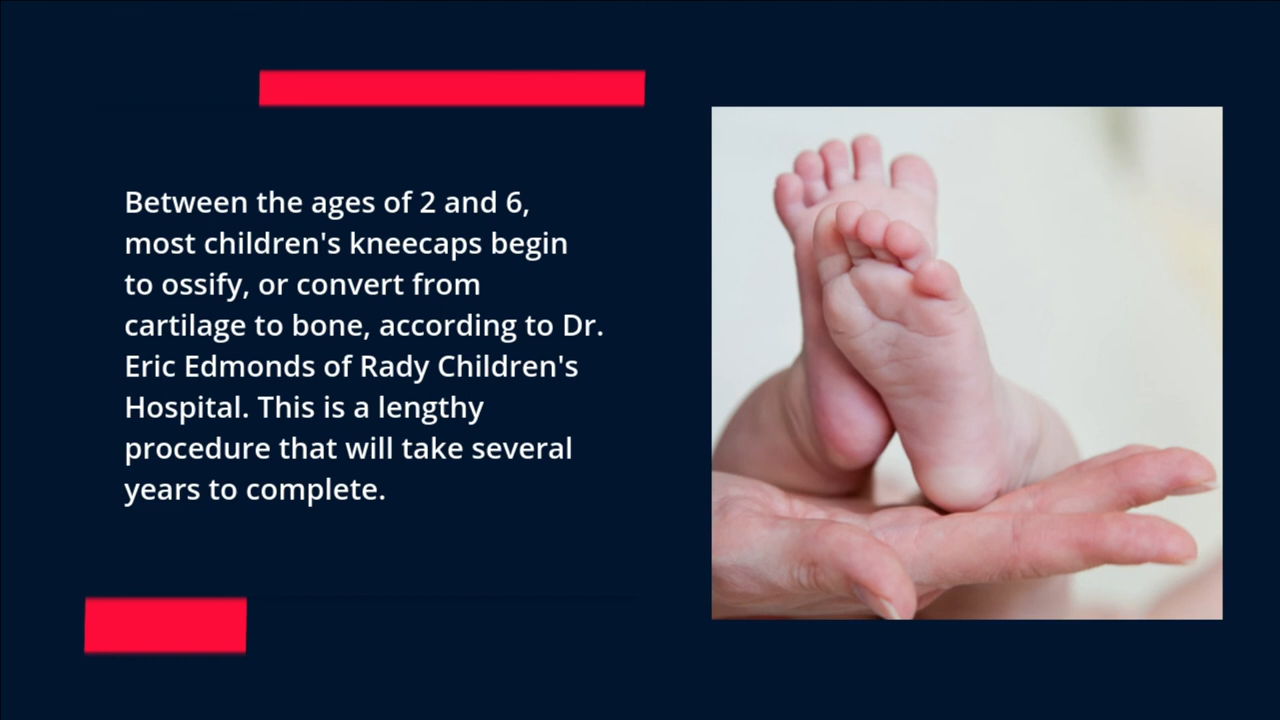 Between the ages of 2 and 6,
most children's kneecaps begin
to ossify, or convert from
cartilage to bone, according to Dr.
Eric Edmonds of Rady Children's
Hospital. This is a lengthy
procedure that will take several
years to complete.